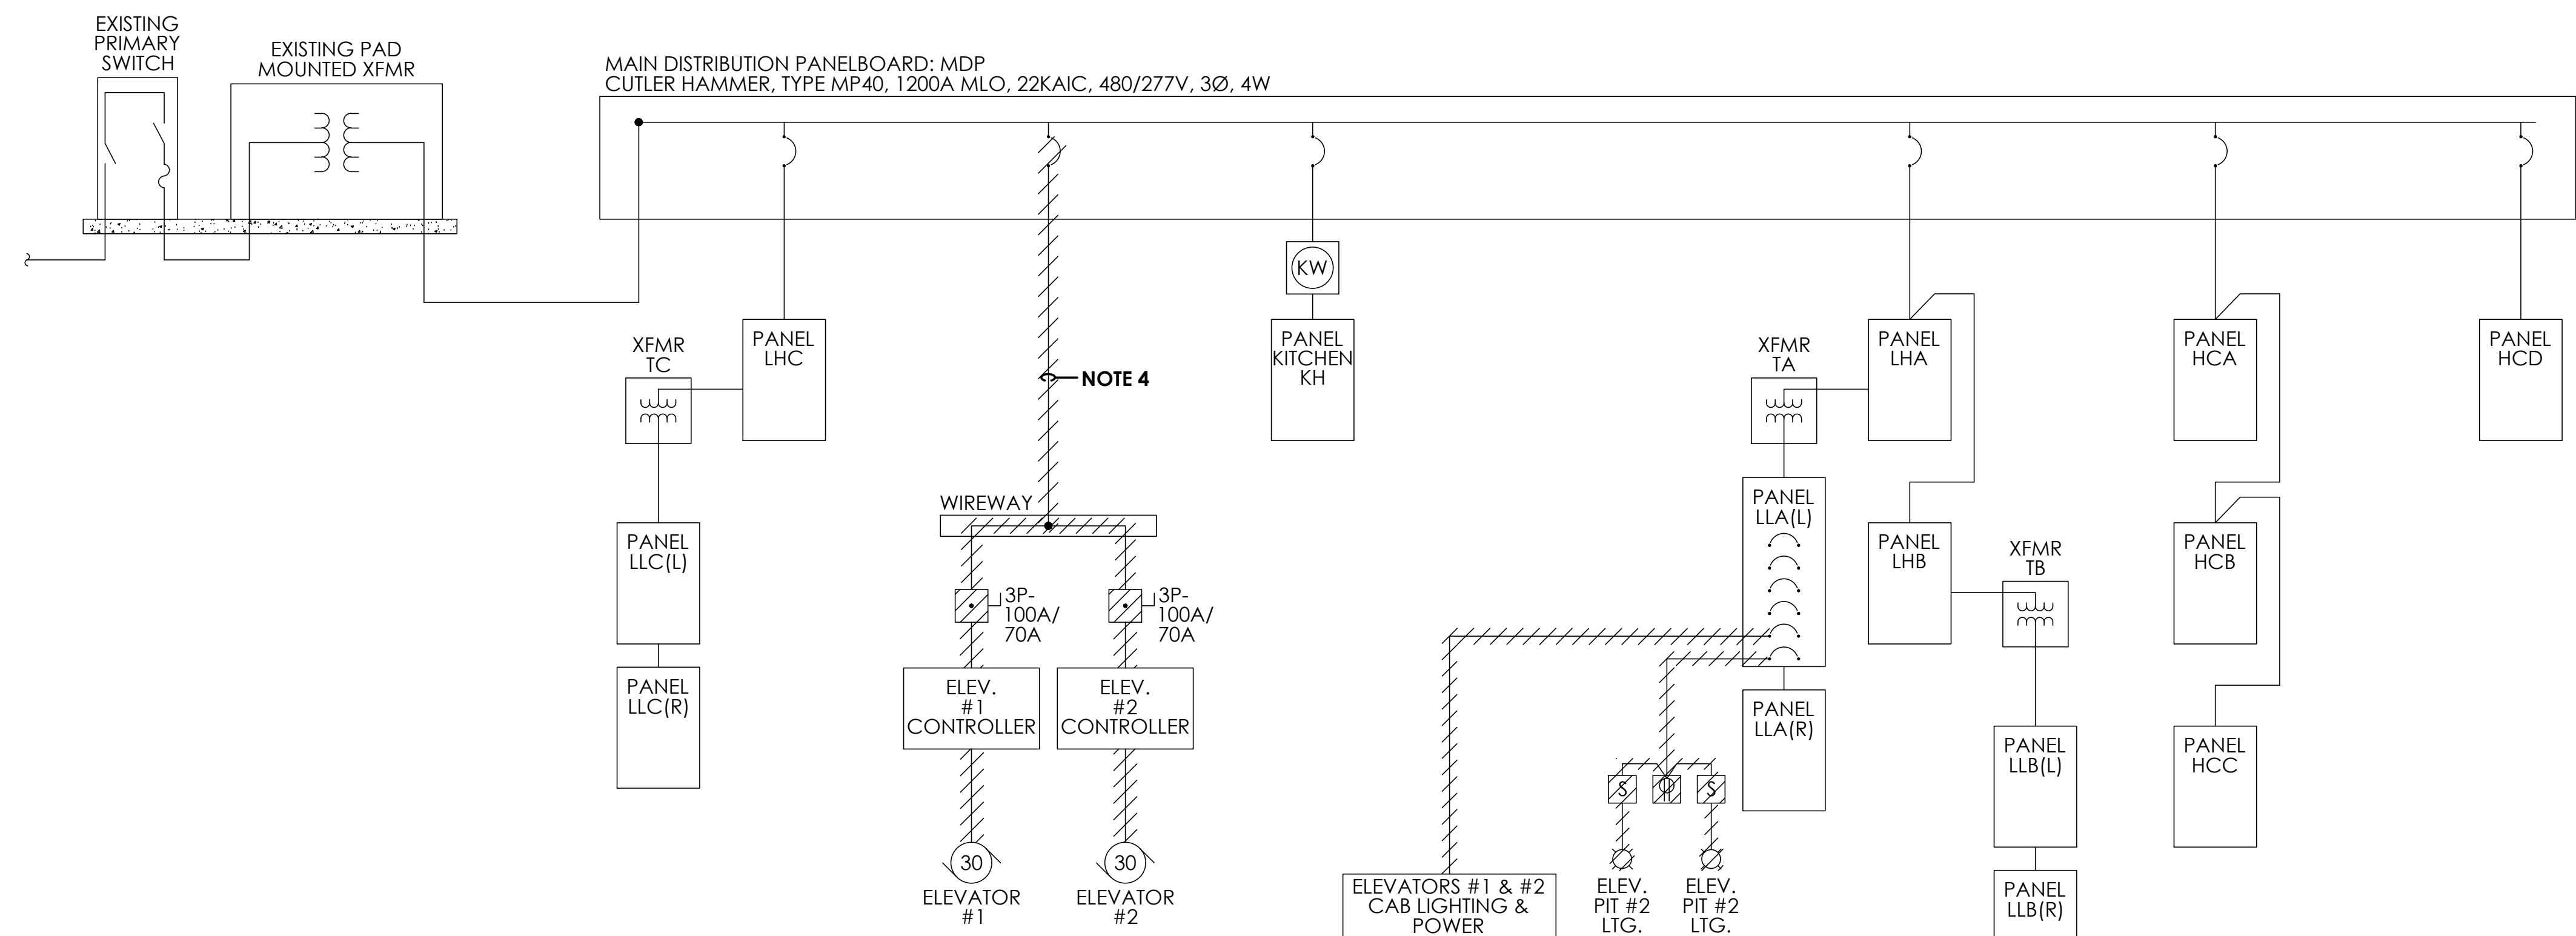 EXISTING
PRIMARY
SWITCH
EXISTING PAD
MOUNTED XFMR
MAIN DISTRIBUTION PANELBOARD: MDP
CUTLER HAMMER, TYPE MP40, 1200A MLO, 22KAIC, 480/277V, 3Ø, 4W
KW
XFMR
TC
PANEL
LHC
NOTE 4
PANEL
KITCHEN
KH
XFMR
TA
PANEL
LHA
PANEL
HCA
PANEL
HCD
WIREWAY
PANEL
LLC(L)
PANEL
LLC(R)
3P-
100A/
70A
3P-
100A/
70A
ELEV.
#1
CONTROLLER
ELEV.
#2
CONTROLLER
30
ELEVATOR
#1
30
ELEVATOR
#2
PANEL
LLA(L)
PANEL
LLA(R)
PANEL
LHB
XFMR
TB
PANEL
HCB
S
S
ELEVATORS #1 & #2
CAB LIGHTING &
POWER
ELEV.
PIT #2
LTG.
ELEV.
PIT #2
LTG.
PANEL
LLB(L)
PANEL
LLB(R)
PANEL
HCC